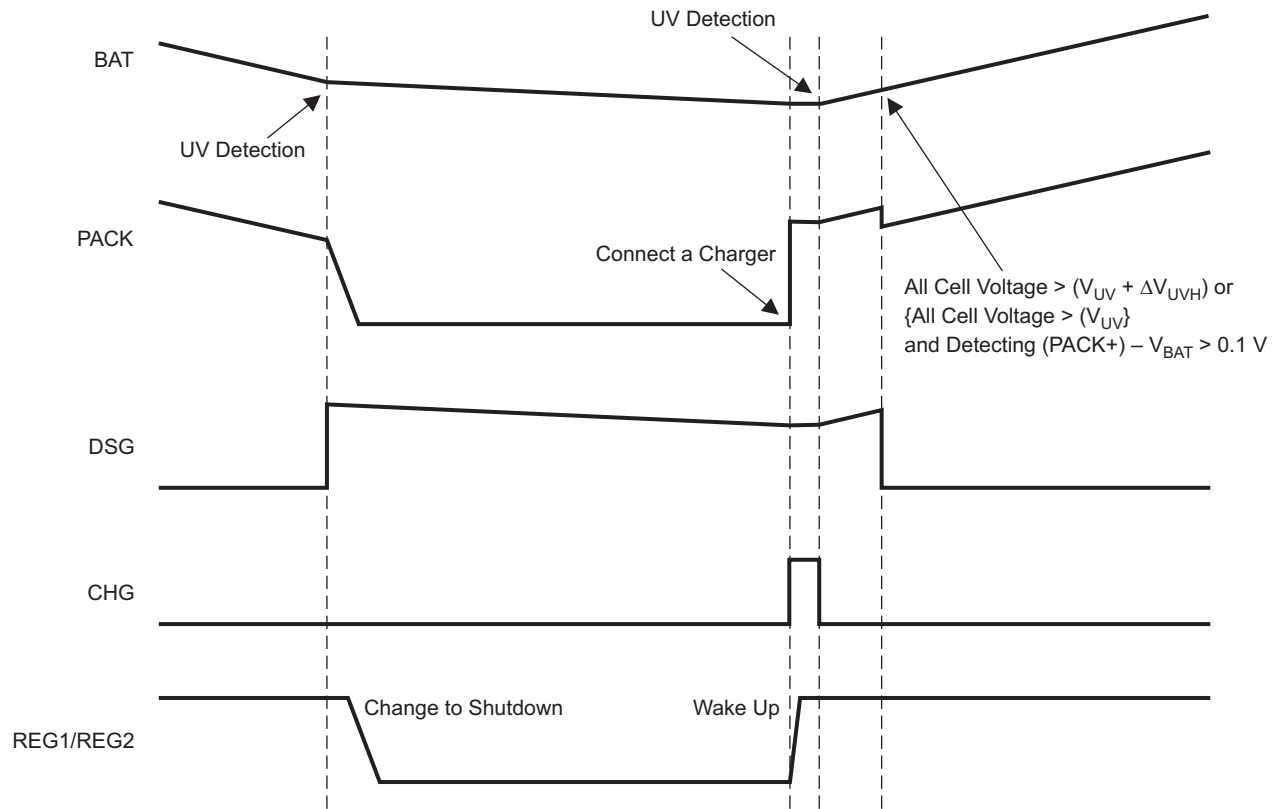 UV Detection
BAT
UV Detection
PACK
Connect a Charger
All Cell Voltage > (V_UV + ΔV_UVH) or
{All Cell Voltage > (V_UV}
and Detecting (PACK+) – V_BAT > 0.1 V
DSG
CHG
Change to Shutdown
Wake Up
REG1/REG2